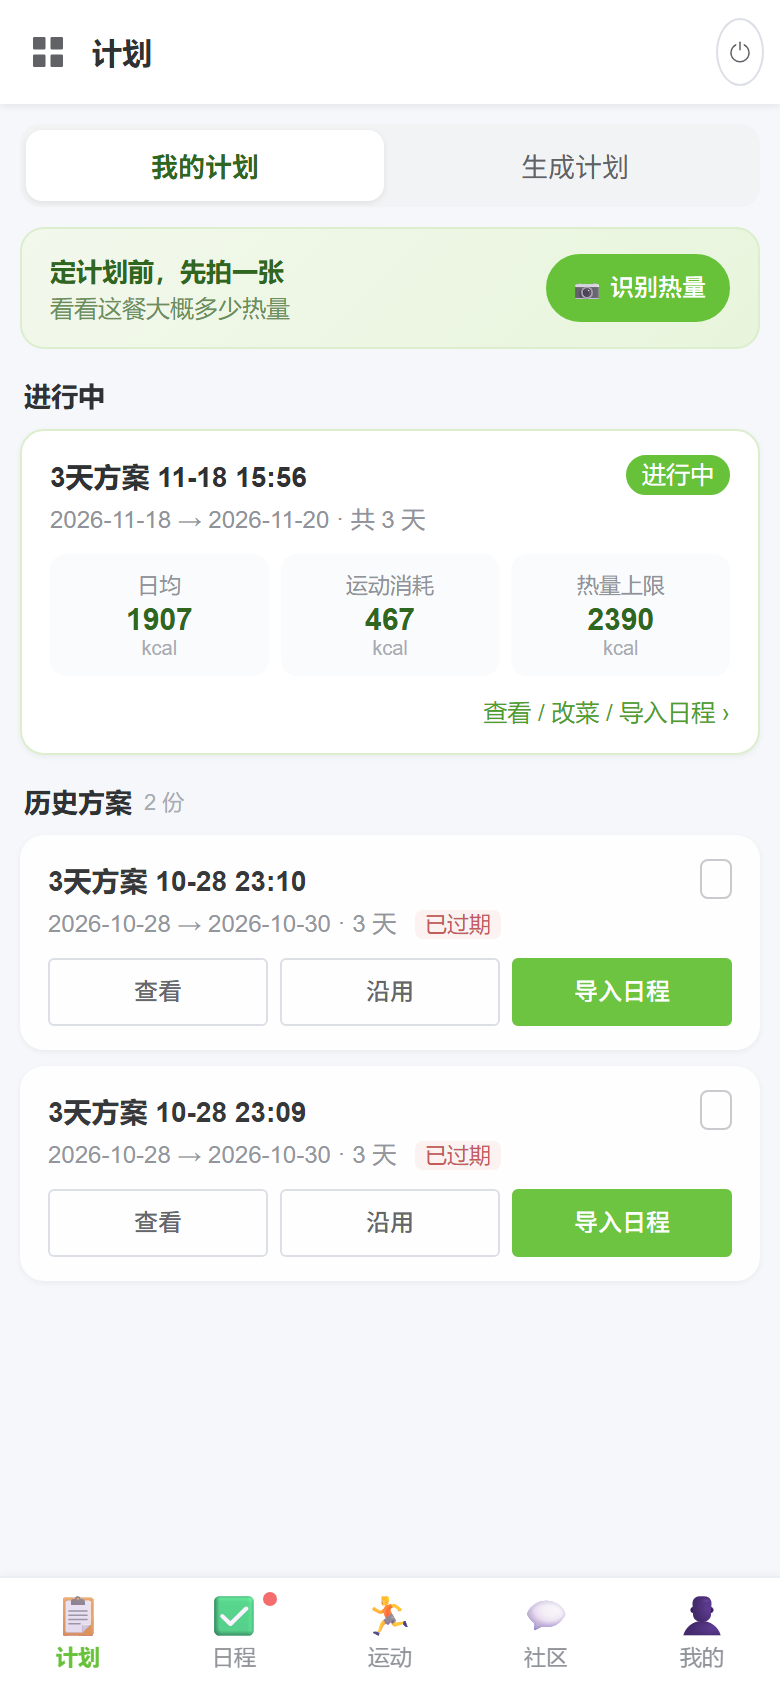 计划
我的计划
生成计划
定计划前，先拍一张
看看这餐大概多少热量
识别热量
进行中
3天方案 11-18 15:56
进行中
2026-11-18 → 2026-11-20 · 共 3 天
日均
1907
kcal
运动消耗
467
kcal
热量上限
2390
kcal
查看 / 改菜 / 导入日程 ›
历史方案 2 份
3天方案 10-28 23:10
2026-10-28 → 2026-10-30 · 3 天 已过期
查看
沿用
导入日程
3天方案 10-28 23:09
2026-10-28 → 2026-10-30 · 3 天 已过期
查看
沿用
导入日程
计划
日程
运动
社区
我的